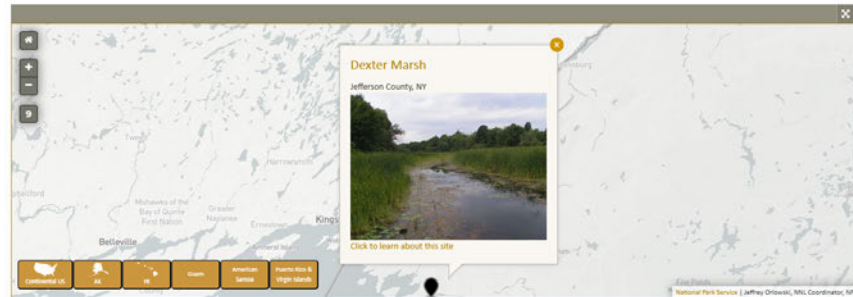 Dexter Marsh
Jefferson County, NY
Click to learn about this site
Tweed
Harrowsmith
Mohawks of the
Bay of Quinte
First Nation
Greater
Napanee
Belleville
Kings
Continental US
AK
HI
Guam
American
Samoa
Puerto Rico &
Virgin Islands
National Park Service | Jeffrey Orlowski, NNL Coordinator, NP